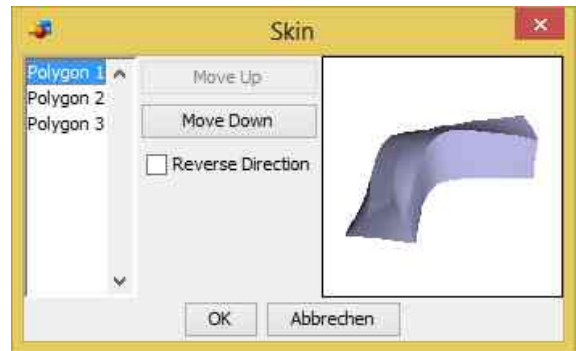 Skin
Polygon 1
Polygon 2
Polygon 3
Move Up
Move Down
Reverse Direction
OK
Abbrechen